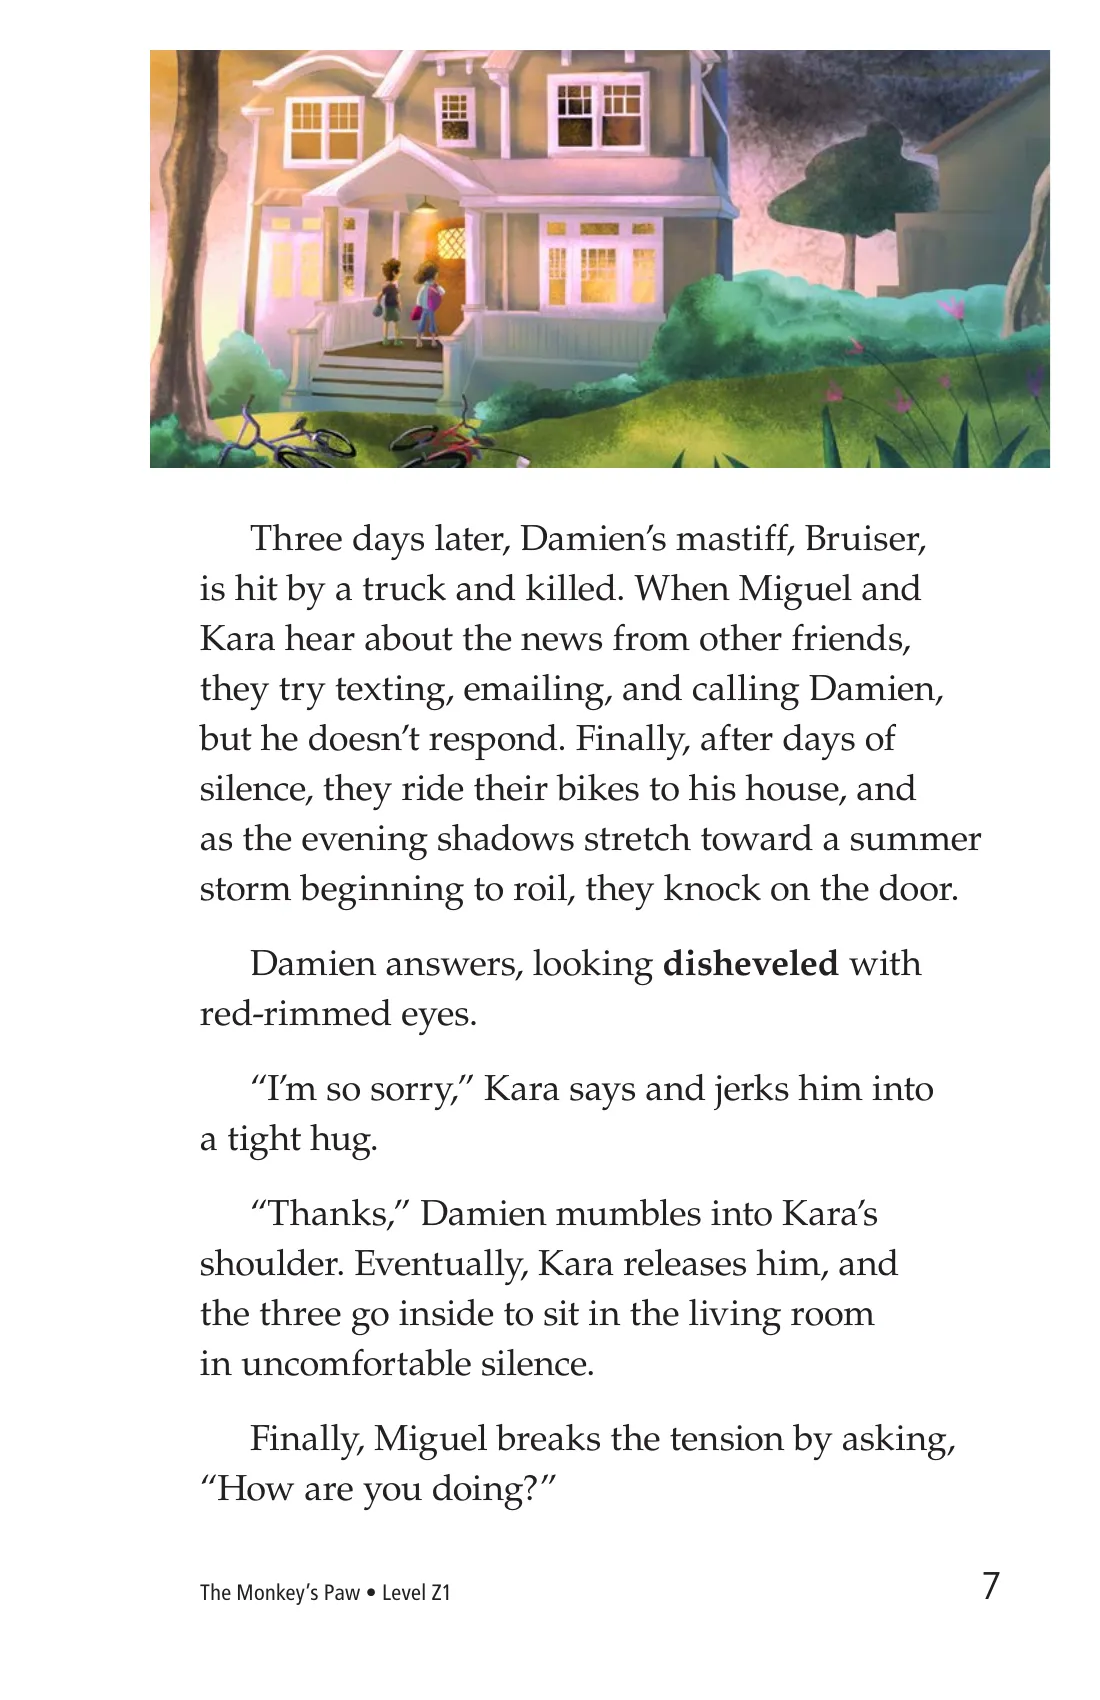 Three days later, Damien’s mastiff, Bruiser,
is hit by a truck and killed. When Miguel and
Kara hear about the news from other friends,
they try texting, emailing, and calling Damien,
but he doesn’t respond. Finally, after days of
silence, they ride their bikes to his house, and
as the evening shadows stretch toward a summer
storm beginning to roil, they knock on the door.
Damien answers, looking disheveled with
red-rimmed eyes.
“I’m so sorry,” Kara says and jerks him into
a tight hug.
“Thanks,” Damien mumbles into Kara’s
shoulder. Eventually, Kara releases him, and
the three go inside to sit in the living room
in uncomfortable silence.
Finally, Miguel breaks the tension by asking,
“How are you doing?”
The Monkey’s Paw • Level Z1
7